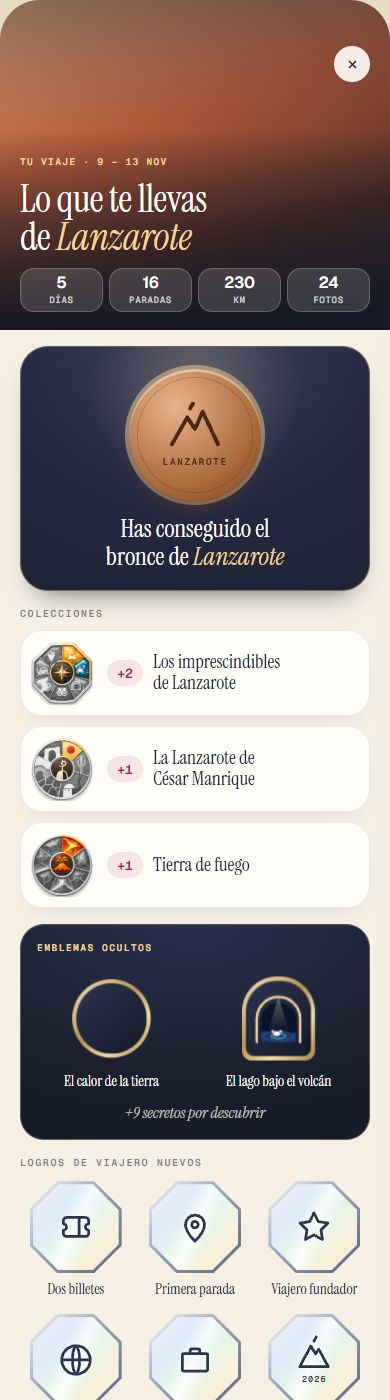 TU VIAJE · 9 – 13 NOV
Lo que te llevas
de Lanzarote
5
DÍAS
16
PARADAS
230
KM
24
FOTOS
LANZAROTE
Has conseguido el
bronce de Lanzarote
COLECCIONES
+2
Los imprescindibles
de Lanzarote
+1
La Lanzarote de
César Manrique
+1
Tierra de fuego
EMBLEMAS OCULTOS
El calor de la tierra
El lago bajo el volcán
+9 secretos por descubrir
LOGROS DE VIAJERO NUEVOS
Dos billetes
Primera parada
Viajero fundador
2026